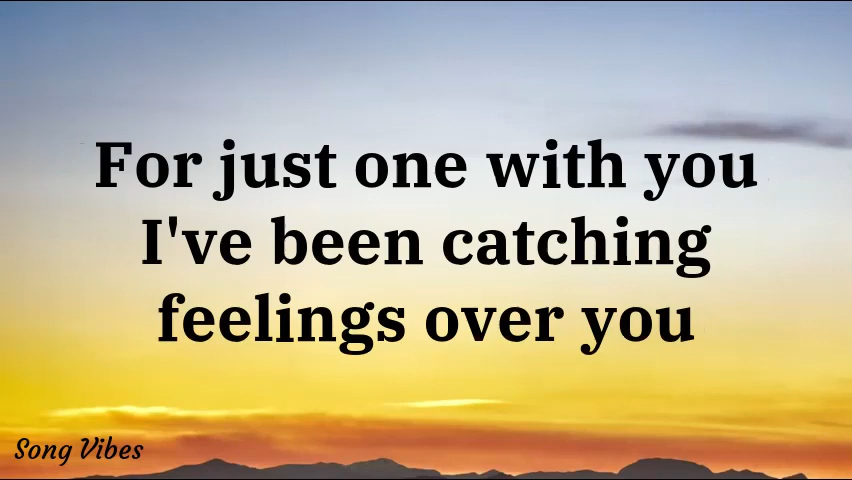 For just one with you
I've been catching
feelings over you
Song Vibes